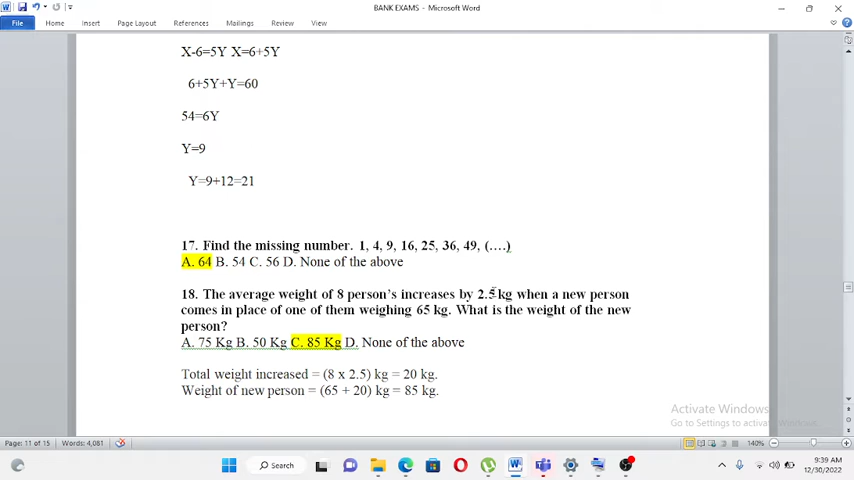 BANK EXAMS - Microsoft Word
File Home Insert Page Layout References Mailings Review View
X-6=5Y X=6+5Y
6+5Y+Y=60
54=6Y
Y=9
Y=9+12=21
17. Find the missing number. 1, 4, 9, 16, 25, 36, 49, (….)
A. 64 B. 54 C. 56 D. None of the above
18. The average weight of 8 person's increases by 2.5 kg when a new person
comes in place of one of them weighing 65 kg. What is the weight of the new
person?
A. 75 Kg B. 50 Kg C. 85 Kg D. None of the above
Total weight increased = (8 x 2.5) kg = 20 kg.
Weight of new person = (65 + 20) kg = 85 kg.
Activate Windows
Go to Settings to activate Windows.
Page: 11 of 15 Words: 4,081 140%
Search
9:39 AM
12/30/2022